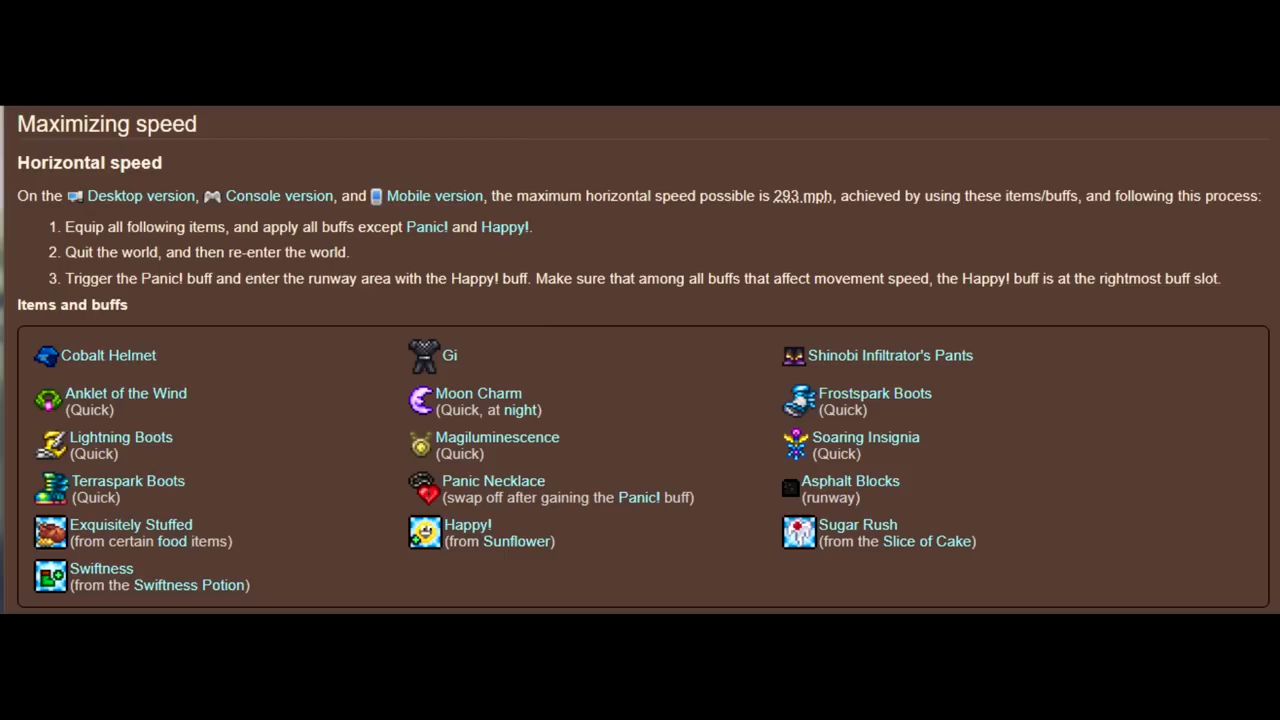 Maximizing speed
Horizontal speed
On the Desktop version, Console version, and Mobile version, the maximum horizontal speed possible is 293 mph, achieved by using these items/buffs, and following this process:
1. Equip all following items, and apply all buffs except Panic! and Happy!.
2. Quit the world, and then re-enter the world.
3. Trigger the Panic! buff and enter the runway area with the Happy! buff. Make sure that among all buffs that affect movement speed, the Happy! buff is at the rightmost buff slot.
Items and buffs
Cobalt Helmet
Gi
Shinobi Infiltrator's Pants
Anklet of the Wind
(Quick)
Moon Charm
(Quick, at night)
Frostspark Boots
(Quick)
Lightning Boots
(Quick)
Magiluminescence
(Quick)
Soaring Insignia
(Quick)
Terraspark Boots
(Quick)
Panic Necklace
(swap off after gaining the Panic! buff)
Asphalt Blocks
(runway)
Exquisitely Stuffed
(from certain food items)
Happy!
(from Sunflower)
Sugar Rush
(from the Slice of Cake)
Swiftness
(from the Swiftness Potion)